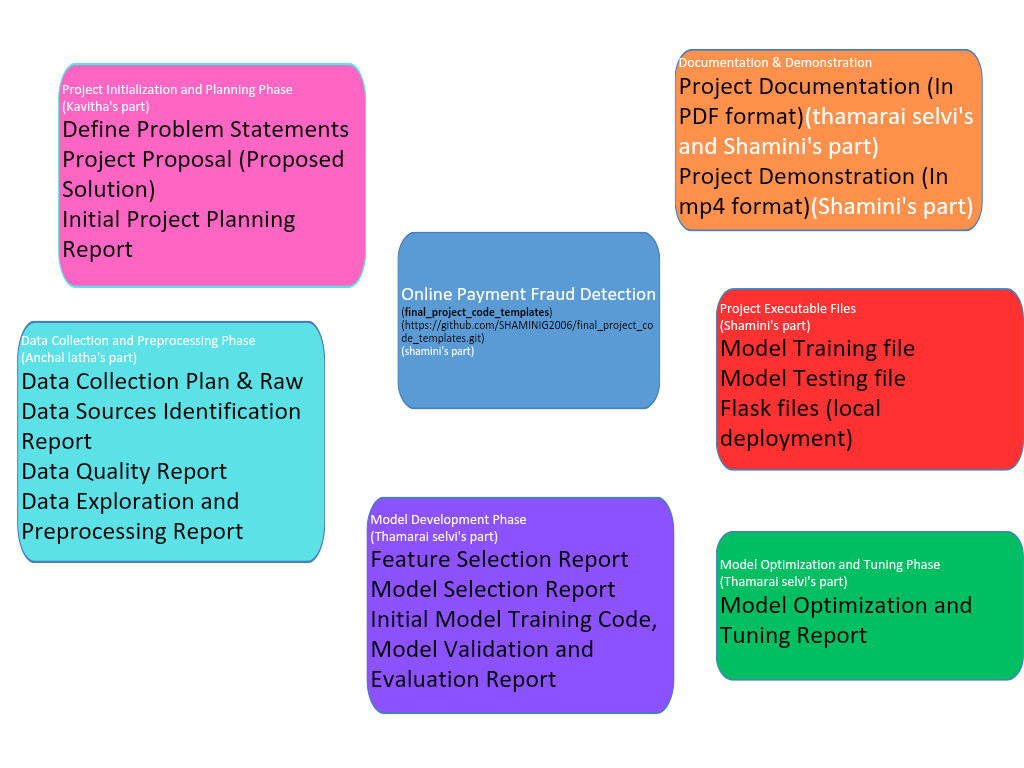 Project Initialization and Planning Phase
(Kavitha's part)
Define Problem Statements
Project Proposal (Proposed
Solution)
Initial Project Planning
Report
Documentation & Demonstration
Project Documentation (In
PDF format)(thamarai selvi's
and Shamini's part)
Project Demonstration (In
mp4 format)(Shamini's part)
Online Payment Fraud Detection
(final_project_code_templates)
(https://github.com/SHAMINIG2006/final_project_co
de_templates.git)
(shamini's part)
Project Executable Files
(Shamini's part)
Model Training file
Model Testing file
Flask files (local
deployment)
Data Collection and Preprocessing Phase
(Anchal latha's part)
Data Collection Plan & Raw
Data Sources Identification
Report
Data Quality Report
Data Exploration and
Preprocessing Report
Model Development Phase
(Thamarai selvi's part)
Feature Selection Report
Model Selection Report
Initial Model Training Code,
Model Validation and
Evaluation Report
Model Optimization and Tuning Phase
(Thamarai selvi's part)
Model Optimization and
Tuning Report